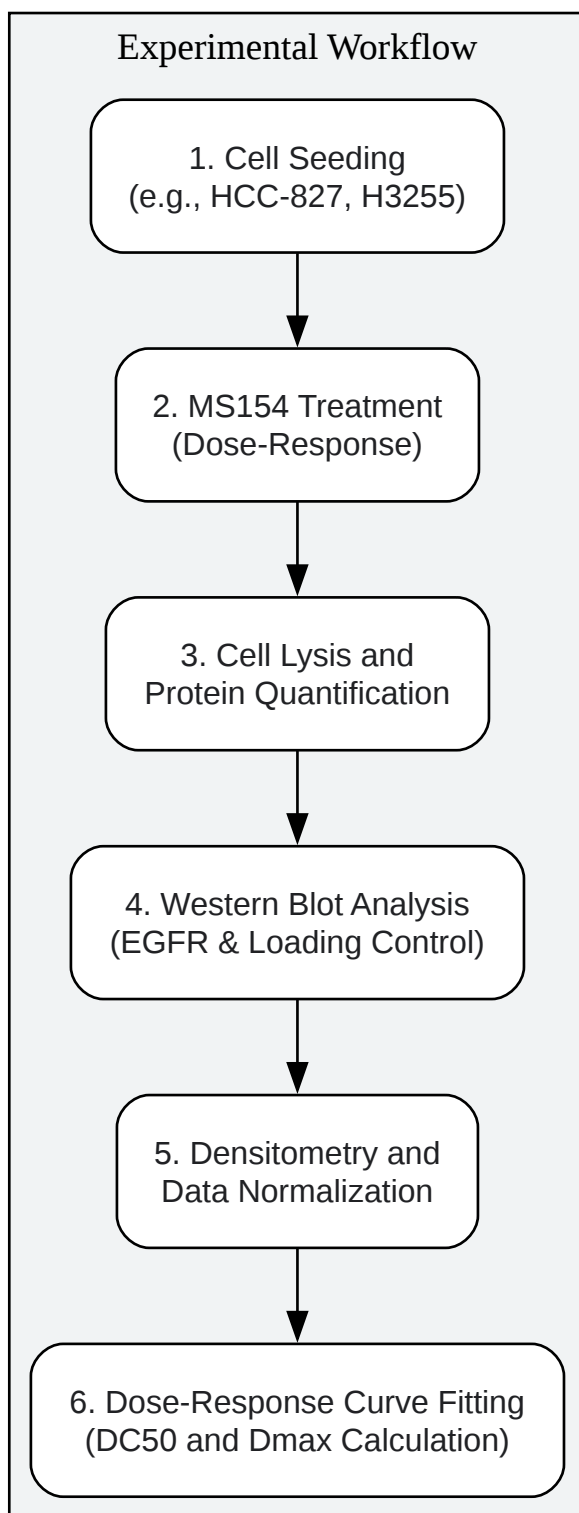 Experimental Workflow
1. Cell Seeding
(e.g., HCC-827, H3255)
2. MS154 Treatment
(Dose-Response)
3. Cell Lysis and
Protein Quantification
4. Western Blot Analysis
(EGFR & Loading Control)
5. Densitometry and
Data Normalization
6. Dose-Response Curve Fitting
(DC50 and Dmax Calculation)